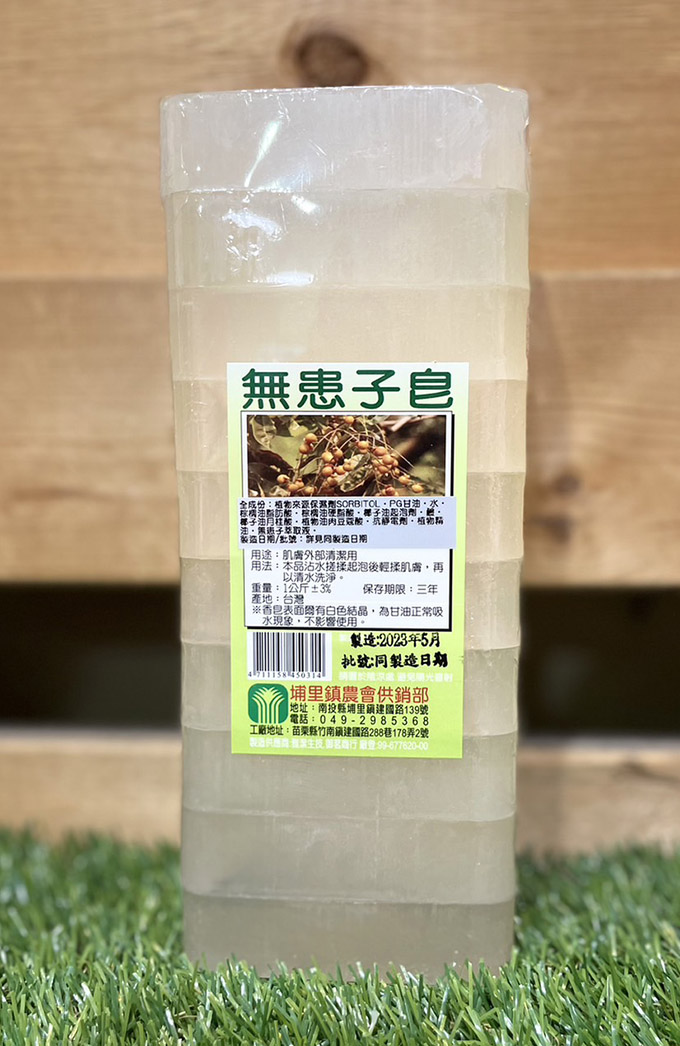 無患子皂
全成份：植物來源保濕劑SORBITOL、PG甘油、水、
棕櫚油脂肪酸、棕櫚油硬脂酸、椰子油起泡劑、鹼、
椰子油月桂酸、植物油肉豆蔻酸、抗靜電劑、植物精
油、無患子萃取液。
製造日期/批號：詳見同製造日期
用途：肌膚外部清潔用
用法：本品沾水搓揉起泡後輕揉肌膚，再
以清水洗淨。
重量：1公斤±3% 保存期限：三年
產地：台灣
※香皂表面爾有白色結晶，為甘油正常吸
水現象，不影響使用。
製造:2023年5月
批號:同製造日期
4 711158 450314
埔里鎮農會供銷部
地址：南投縣埔里鎮建國路139號
電話：049-2985368
工廠地址：苗栗縣竹南鎮建國路288巷178弄2號